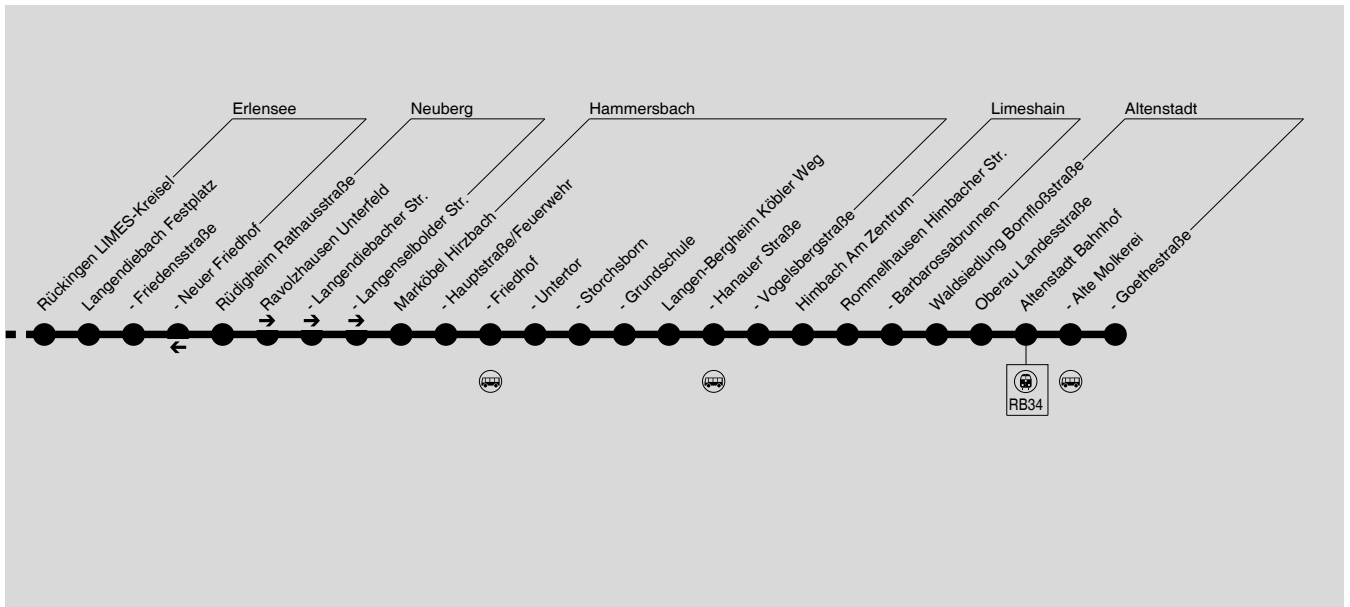 Erlensee
Neuberg
Hammersbach
Limeshain
Altenstadt
Rückingen LIMES-Kreisel
Langendiebach Festplatz
- Friedensstraße
- Neuer Friedhof
Rüdigheim Rathausstraße
Ravolzhausen Unterfeld
- Langendiebacher Str.
- Langenselbolder Str.
Marköbel Hirzbach
- Hauptstraße/Feuerwehr
- Friedhof
- Untertor
- Storchsborn
- Grundschule
Langen-Bergheim Köbler Weg
- Hanauer Straße
- Vogelsbergstraße
Himbach Am Zentrum
Rommelhausen Himbacher Str.
- Barbarossabrunnen
Waldsiedlung Bornfloßstraße
Oberau Landesstraße
Altenstadt Bahnhof
- Alte Molkerei
- Goethestraße
RB34